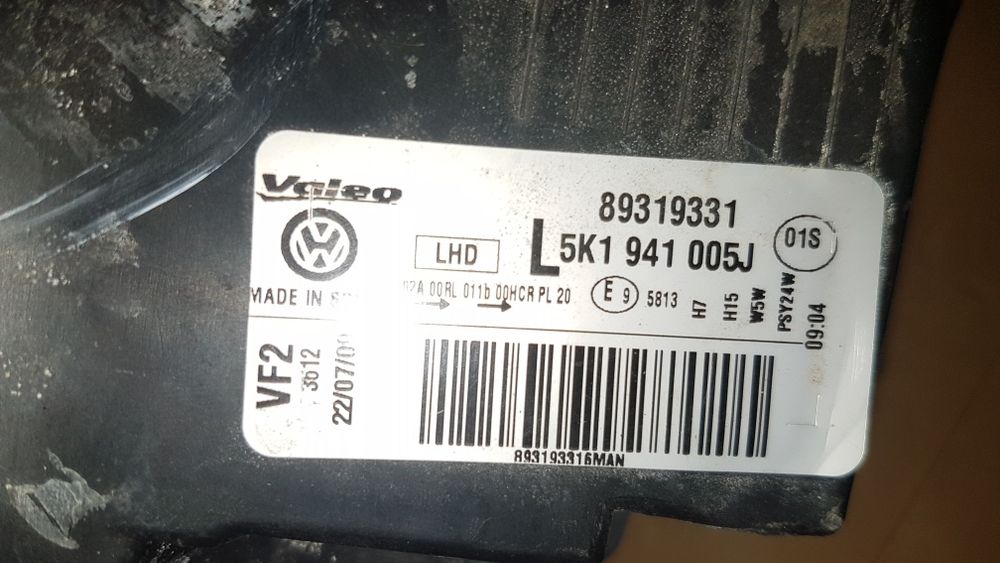 Valeo
89319331
LHD
L 5K1 941 005J
01S
MADE IN
02A 00RL 011b 00HCR PL 20
E 9 5813
H7
H15
W5W
PSY24W
09:04
VF2
3612
22/07/09
893193316MAN